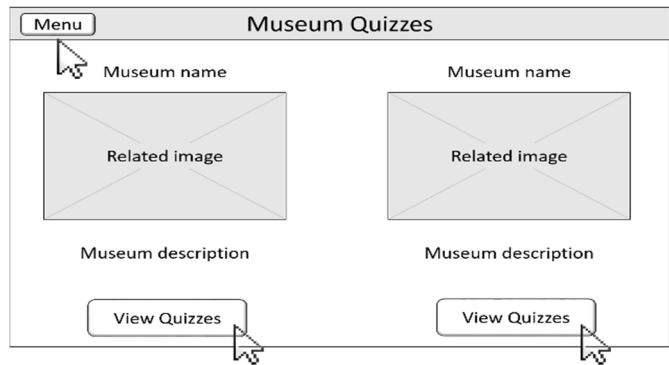 Menu
Museum Quizzes
Museum name
Related image
Museum description
View Quizzes
Museum name
Related image
Museum description
View Quizzes